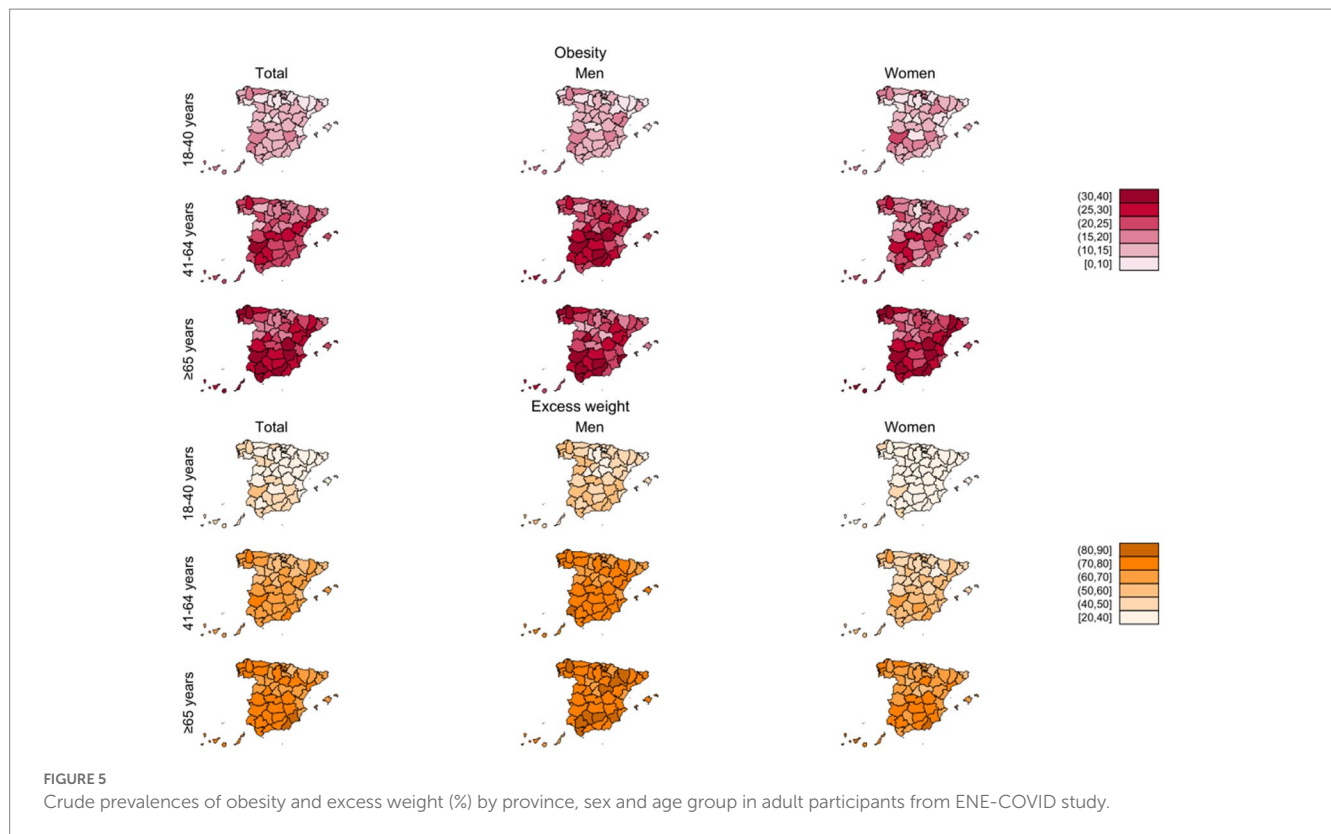 Obesity
Total Men Women
18-40 years
41-64 years
≥65 years
(30,40]
(25,30]
(20,25]
(15,20]
(10,15]
[0,10]
Excess weight
Total Men Women
18-40 years
41-64 years
≥65 years
(80,90]
(70,80]
(60,70]
(50,60]
(40,50]
[20,40]
FIGURE 5
Crude prevalences of obesity and excess weight (%) by province, sex and age group in adult participants from ENE-COVID study.